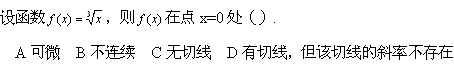 设函数 f(x) = ∛x，则 f(x) 在点 x=0 处（ ）.
A 可微 B 不连续 C 无切线 D 有切线，但该切线的斜率不存在